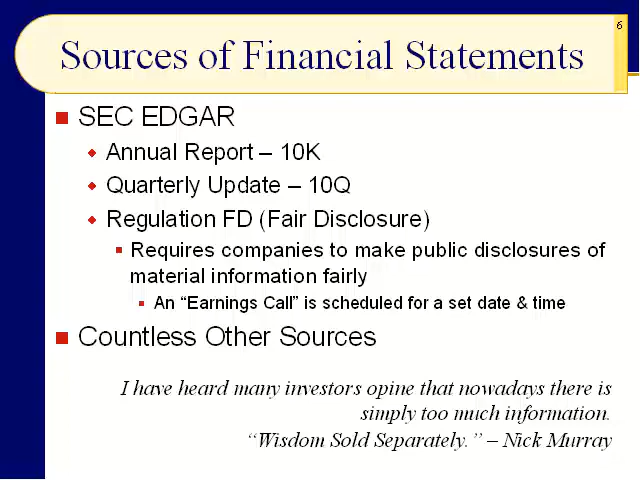 6
Sources of Financial Statements
SEC EDGAR
Annual Report – 10K
Quarterly Update – 10Q
Regulation FD (Fair Disclosure)
Requires companies to make public disclosures of
material information fairly
An “Earnings Call” is scheduled for a set date & time
Countless Other Sources
I have heard many investors opine that nowadays there is
simply too much information.
“Wisdom Sold Separately.” – Nick Murray